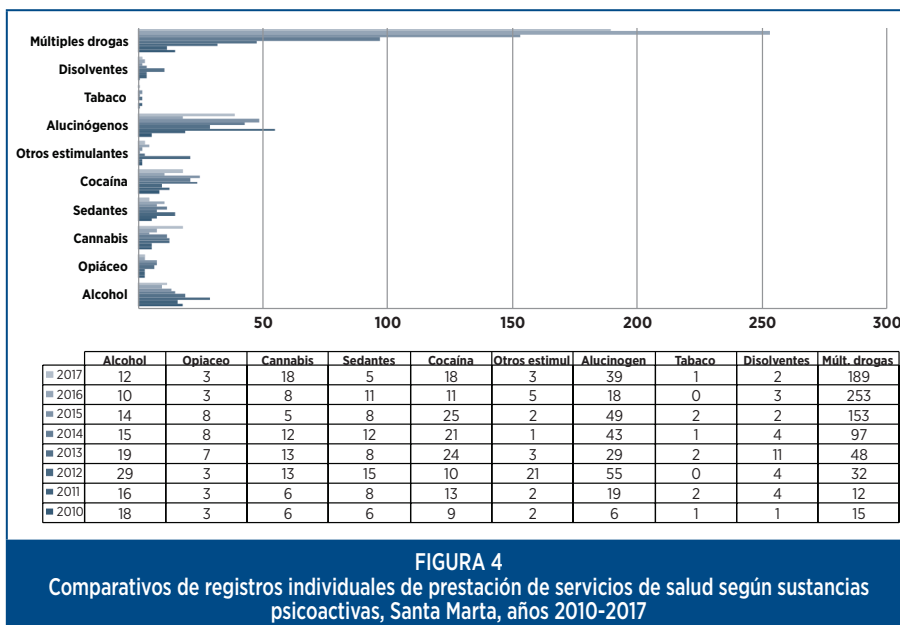 Múltiples drogas
Disolventes
Tabaco
Alucinógenos
Otros estimulantes
Cocaína
Sedantes
Cannabis
Opiáceo
Alcohol
50 100 150 200 250 300
Alcohol Opiaceo Cannabis Sedantes Cocaína Otros estimul Alucinogen Tabaco Disolventes Múlt. drogas
2017 12 3 18 5 18 3 39 1 2 189
2016 10 3 8 11 11 5 18 0 3 253
2015 14 8 5 8 25 2 49 2 2 153
2014 15 8 12 12 21 1 43 1 4 97
2013 19 7 13 8 24 3 29 2 11 48
2012 29 3 13 15 10 21 55 0 4 32
2011 16 3 6 8 13 2 19 2 4 12
2010 18 3 6 6 9 2 6 1 1 15
FIGURA 4
Comparativos de registros individuales de prestación de servicios de salud según sustancias
psicoactivas, Santa Marta, años 2010-2017